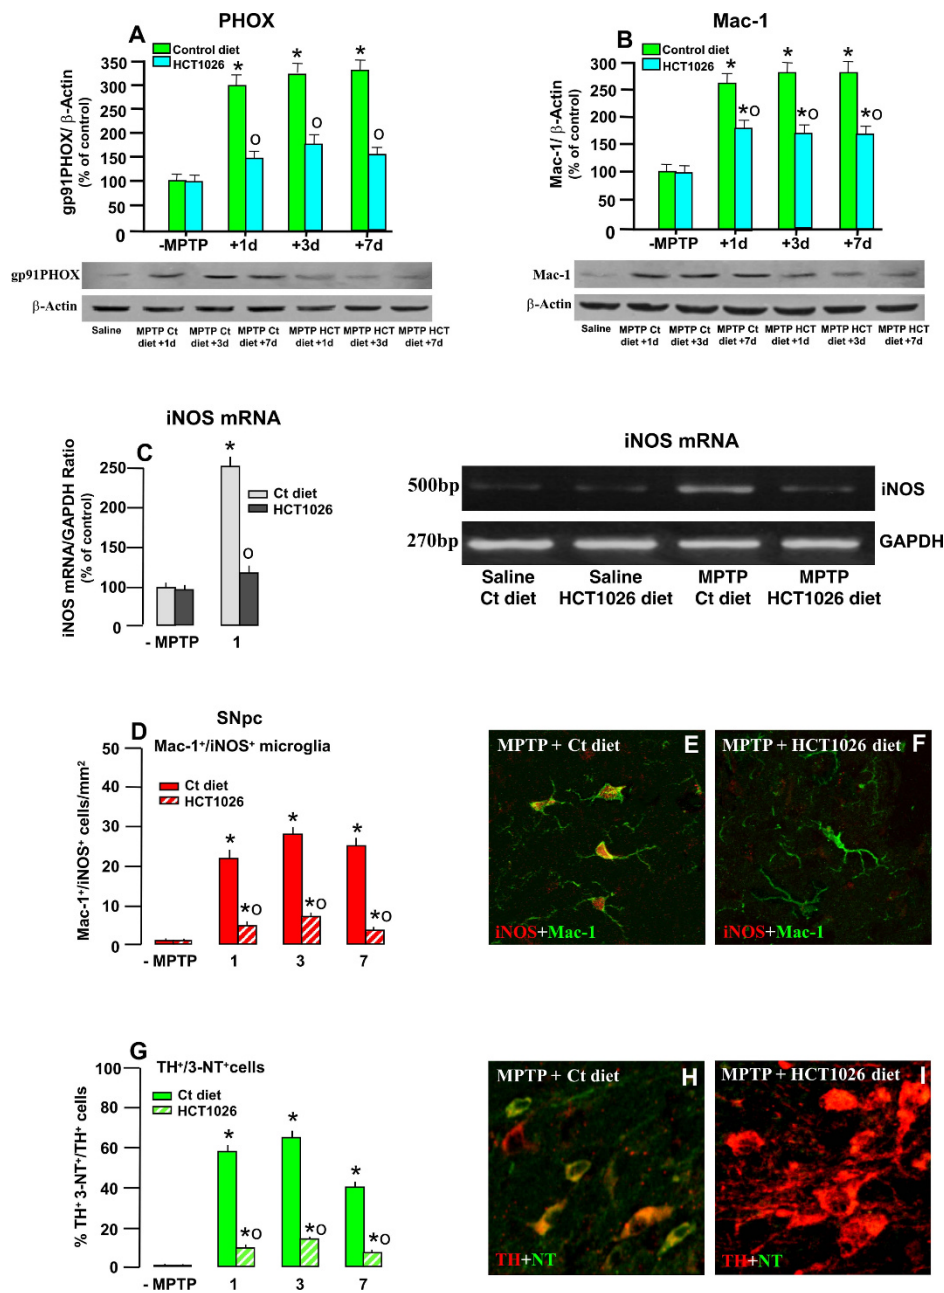 PHOX
A
Control diet
HCT1026
gp91PHOX/ β-Actin
(% of control)
350
300
250
200
150
100
50
0
* * *
O O O
-MPTP +1d +3d +7d
gp91PHOX
β-Actin
Saline MPTP Ct diet +1d MPTP Ct diet +3d MPTP Ct diet +7d MPTP HCT diet +1d MPTP HCT diet +3d MPTP HCT diet +7d
Mac-1
B
Control diet
HCT1026
Mac-1/ β-Actin
(% of control)
300
250
200
150
100
50
0
* * *
*O *O *O
-MPTP +1d +3d +7d
Mac-1
β-Actin
Saline MPTP Ct diet +1d MPTP Ct diet +3d MPTP Ct diet +7d MPTP HCT diet +1d MPTP HCT diet +3d MPTP HCT diet +7d
iNOS mRNA
C
Ct diet
HCT1026
iNOS mRNA/GAPDH Ratio
(% of control)
250
200
150
100
0
*
O
- MPTP 1
iNOS mRNA
500bp iNOS
270bp GAPDH
Saline Saline MPTP MPTP
Ct diet HCT1026 diet Ct diet HCT1026 diet
SNpc
D
Mac-1⁺/iNOS⁺ microglia
Ct diet
HCT1026
Mac-1⁺/iNOS⁺ cells/mm²
50
40
30
20
10
0
* * *
*O *O *O
- MPTP 1 3 7
MPTP + Ct diet E
iNOS+Mac-1
MPTP + HCT1026 diet F
iNOS+Mac-1
G
TH⁺/3-NT⁺cells
Ct diet
HCT1026
% TH⁺ 3-NT⁺/TH⁺ cells
100
80
60
40
20
0
* * *
*O *O *O
- MPTP 1 3 7
MPTP + Ct diet H
TH+NT
MPTP + HCT1026 diet I
TH+NT